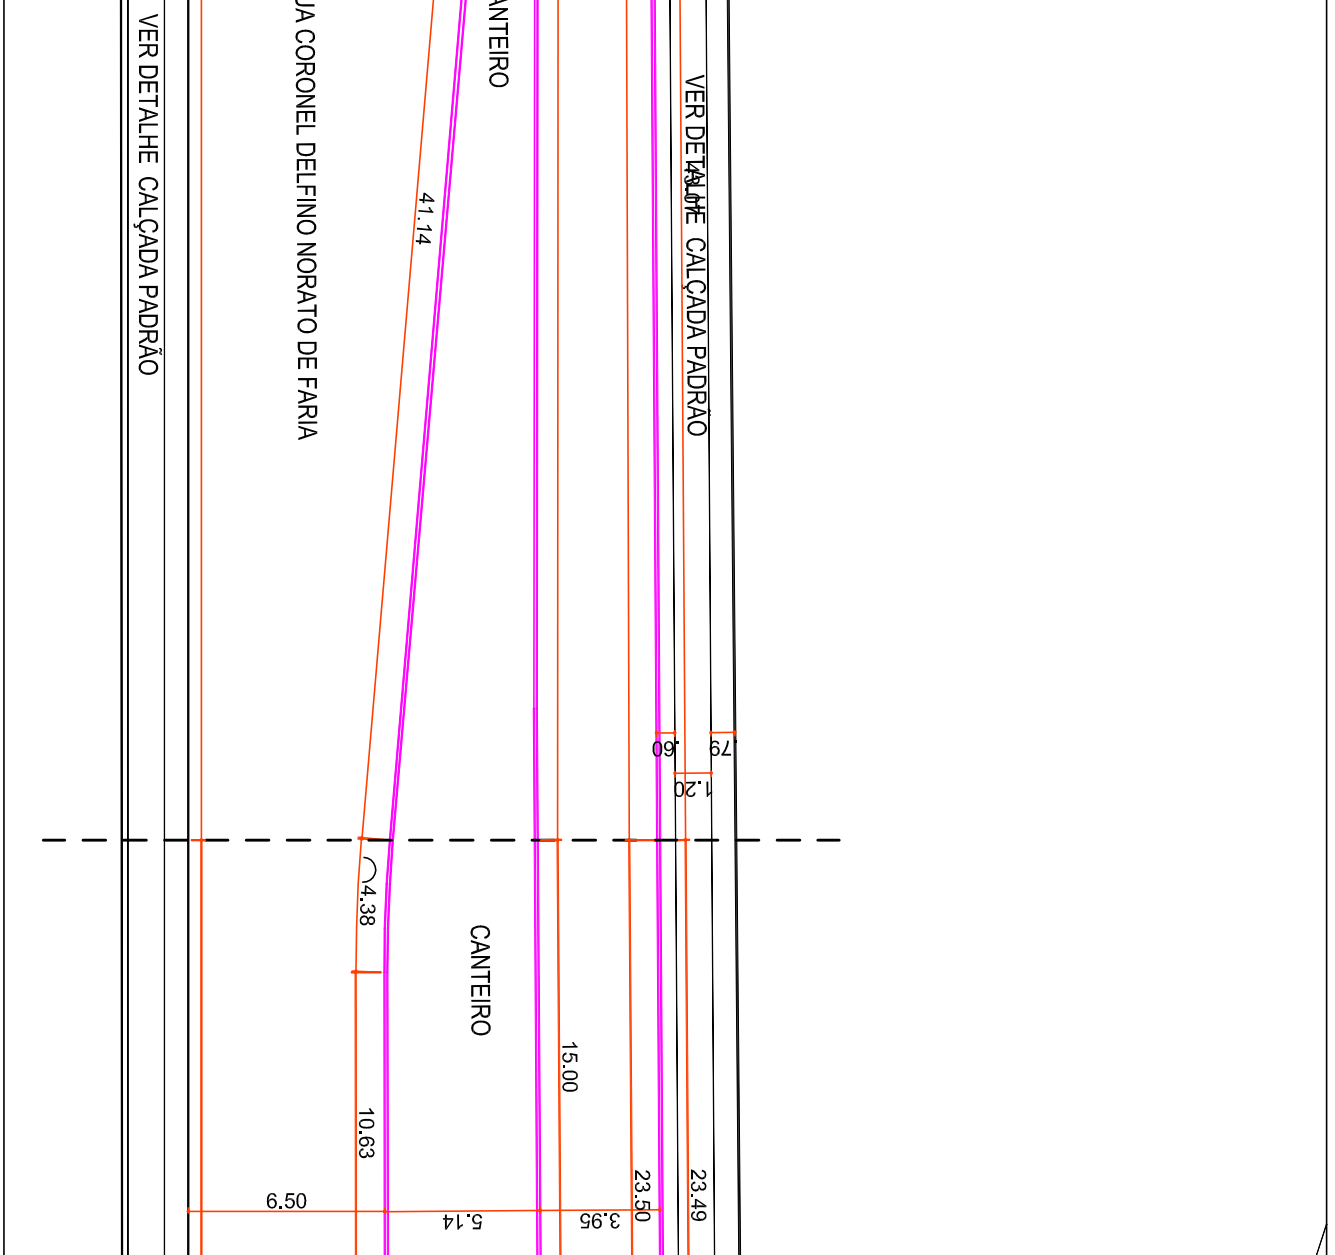 VER DETALHE CALÇADA PADRÃO
UA CORONEL DELFINO NORATO DE FARIA
ANTEIRO
VER DETALHE CALÇADA PADRÃO
41.14
.60
.79
1.20
4.38
CANTEIRO
15.00
10.63
23.50
23.49
6.50
5.14
3.95